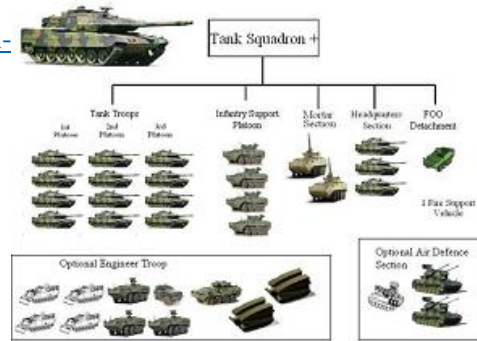 Tank Squadron +
Tank Troops
1st
Platoon
2nd
Platoon
3rd
Platoon
Infantry Support
Platoon
Mortar
Section
Headquarters
Section
FOO
Detachment
1 Fire Support
Vehicle
Optional Engineer Troop
Optional Air Defence
Section